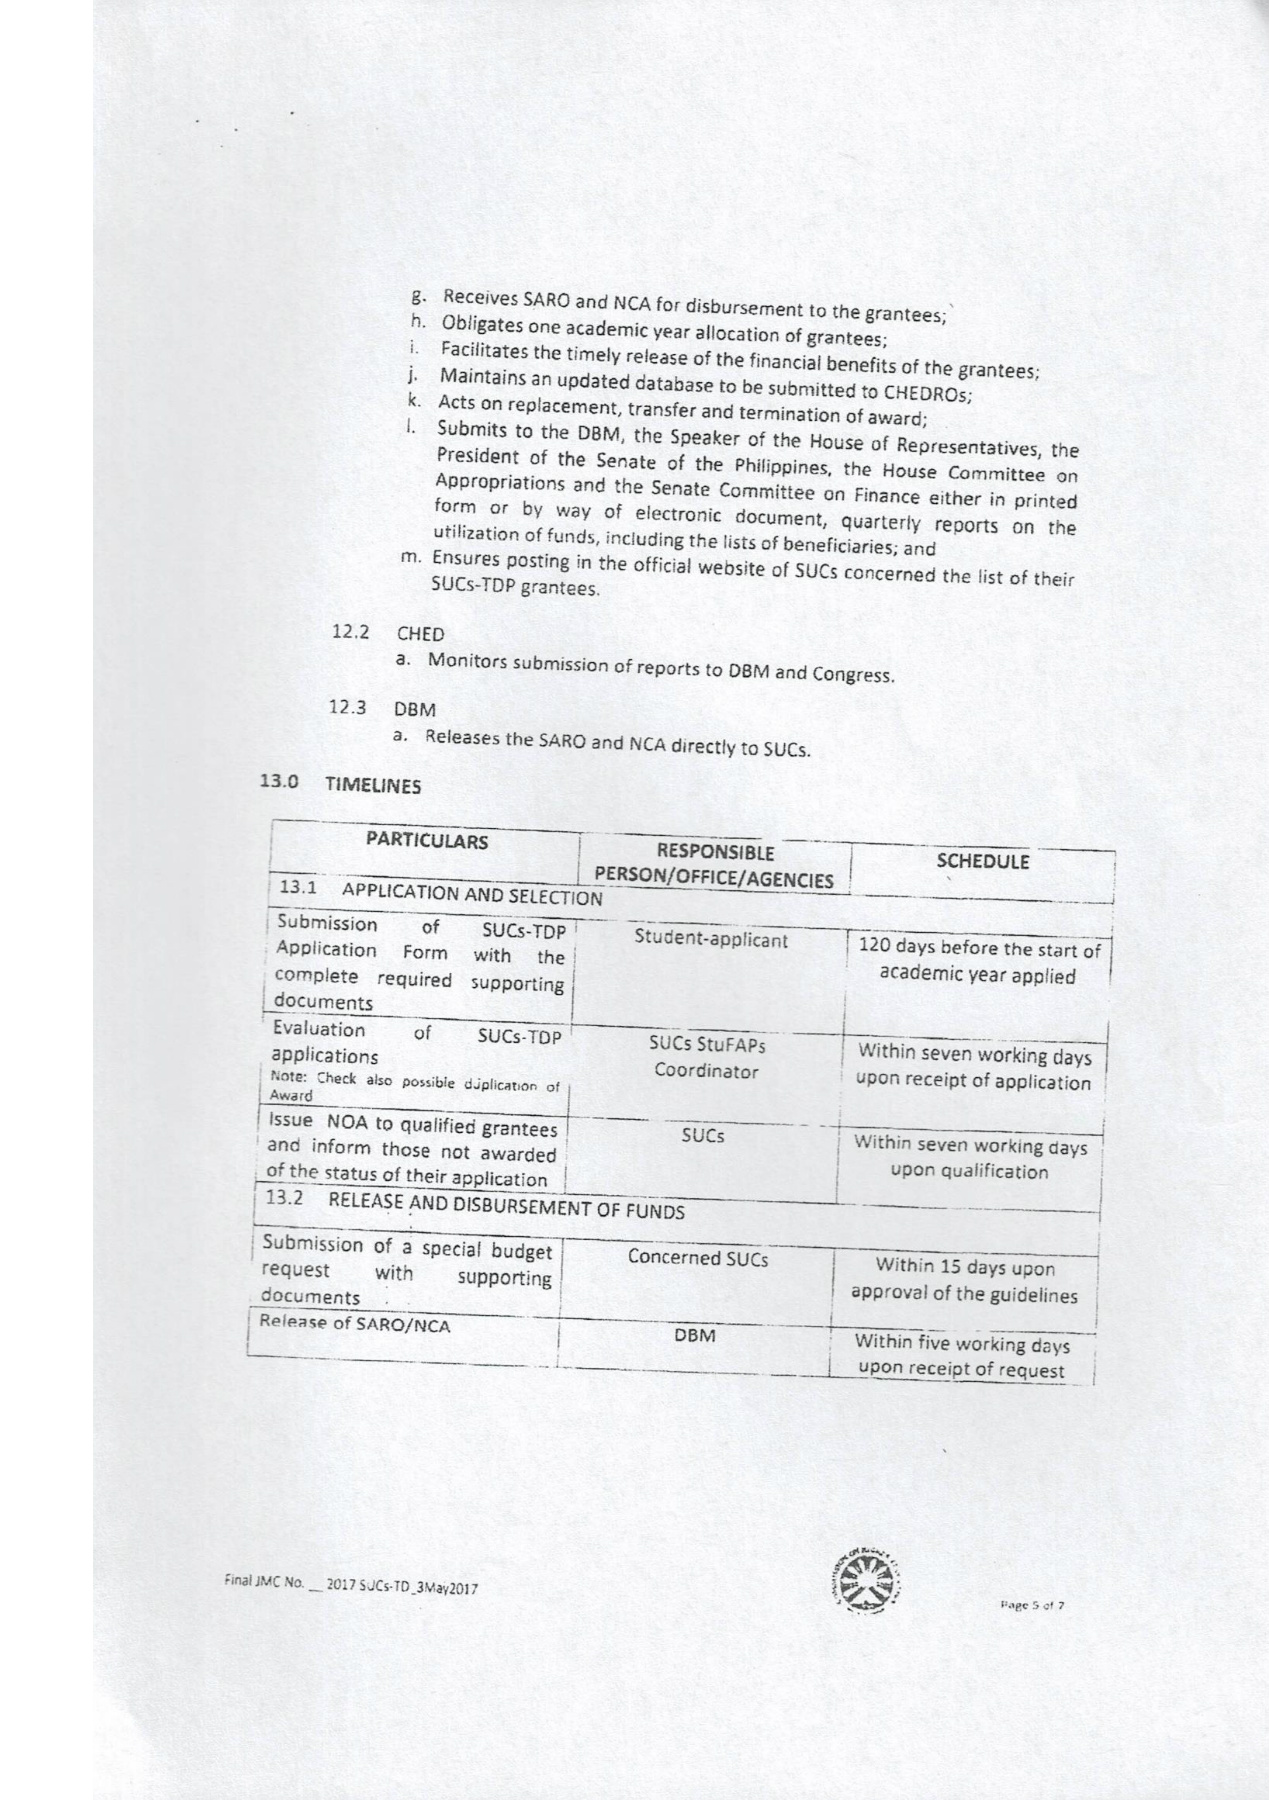 g. Receives SARO and NCA for disbursement to the grantees;
h. Obligates one academic year allocation of grantees;
i. Facilitates the timely release of the financial benefits of the grantees;
j. Maintains an updated database to be submitted to CHEDROs;
k. Acts on replacement, transfer and termination of award;
l. Submits to the DBM, the Speaker of the House of Representatives, the
President of the Senate of the Philippines, the House Committee on
Appropriations and the Senate Committee on Finance either in printed
form or by way of electronic document, quarterly reports on the
utilization of funds, including the lists of beneficiaries; and
m. Ensures posting in the official website of SUCs concerned the list of their
SUCs-TDP grantees.
12.2 CHED
a. Monitors submission of reports to DBM and Congress.
12.3 DBM
a. Releases the SARO and NCA directly to SUCs.
13.0 TIMELINES
PARTICULARS
RESPONSIBLE
PERSON/OFFICE/AGENCIES
SCHEDULE
13.1 APPLICATION AND SELECTION
Submission of SUCs-TDP
Application Form with the
complete required supporting
documents
Student-applicant
120 days before the start of
academic year applied
Evaluation of SUCs-TDP
applications
Note: Check also possible duplication of
Award
SUCs StuFAPs
Coordinator
Within seven working days
upon receipt of application
Issue NOA to qualified grantees
and inform those not awarded
of the status of their application
SUCs
Within seven working days
upon qualification
13.2 RELEASE AND DISBURSEMENT OF FUNDS
Submission of a special budget
request with supporting
documents
Concerned SUCs
Within 15 days upon
approval of the guidelines
Release of SARO/NCA
DBM
Within five working days
upon receipt of request
Final JMC No. __ 2017 SUCs-TD_3May2017
Page 5 of 7